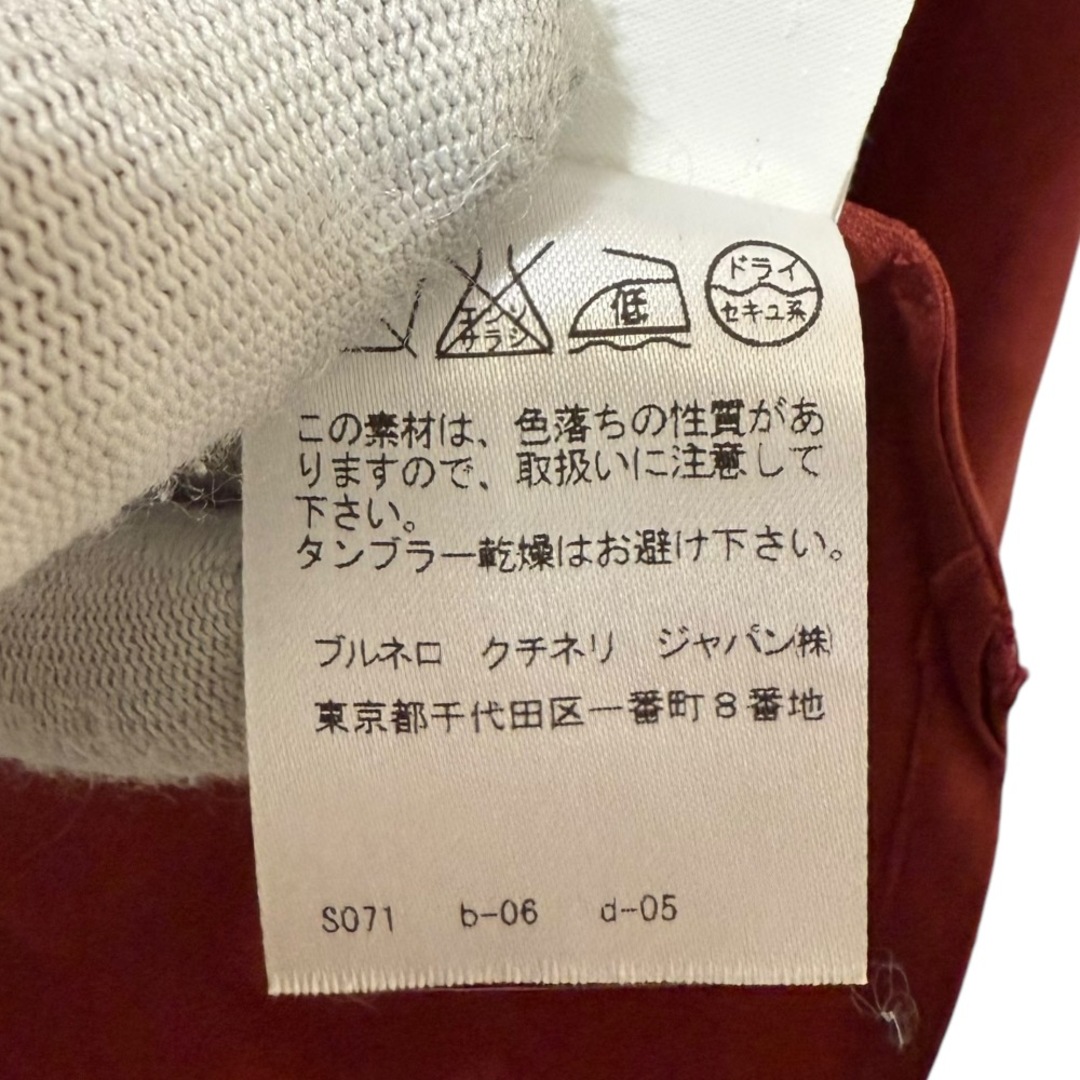 エンソ
サラシ
低
ドライ
セキユ系
この素材は、色落ちの性質があ
りますので、取扱いに注意して
下さい。
タンブラー乾燥はお避け下さい。
ブルネロ クチネリ ジャパン㈱
東京都千代田区一番町8番地
S071 b-06 d-05